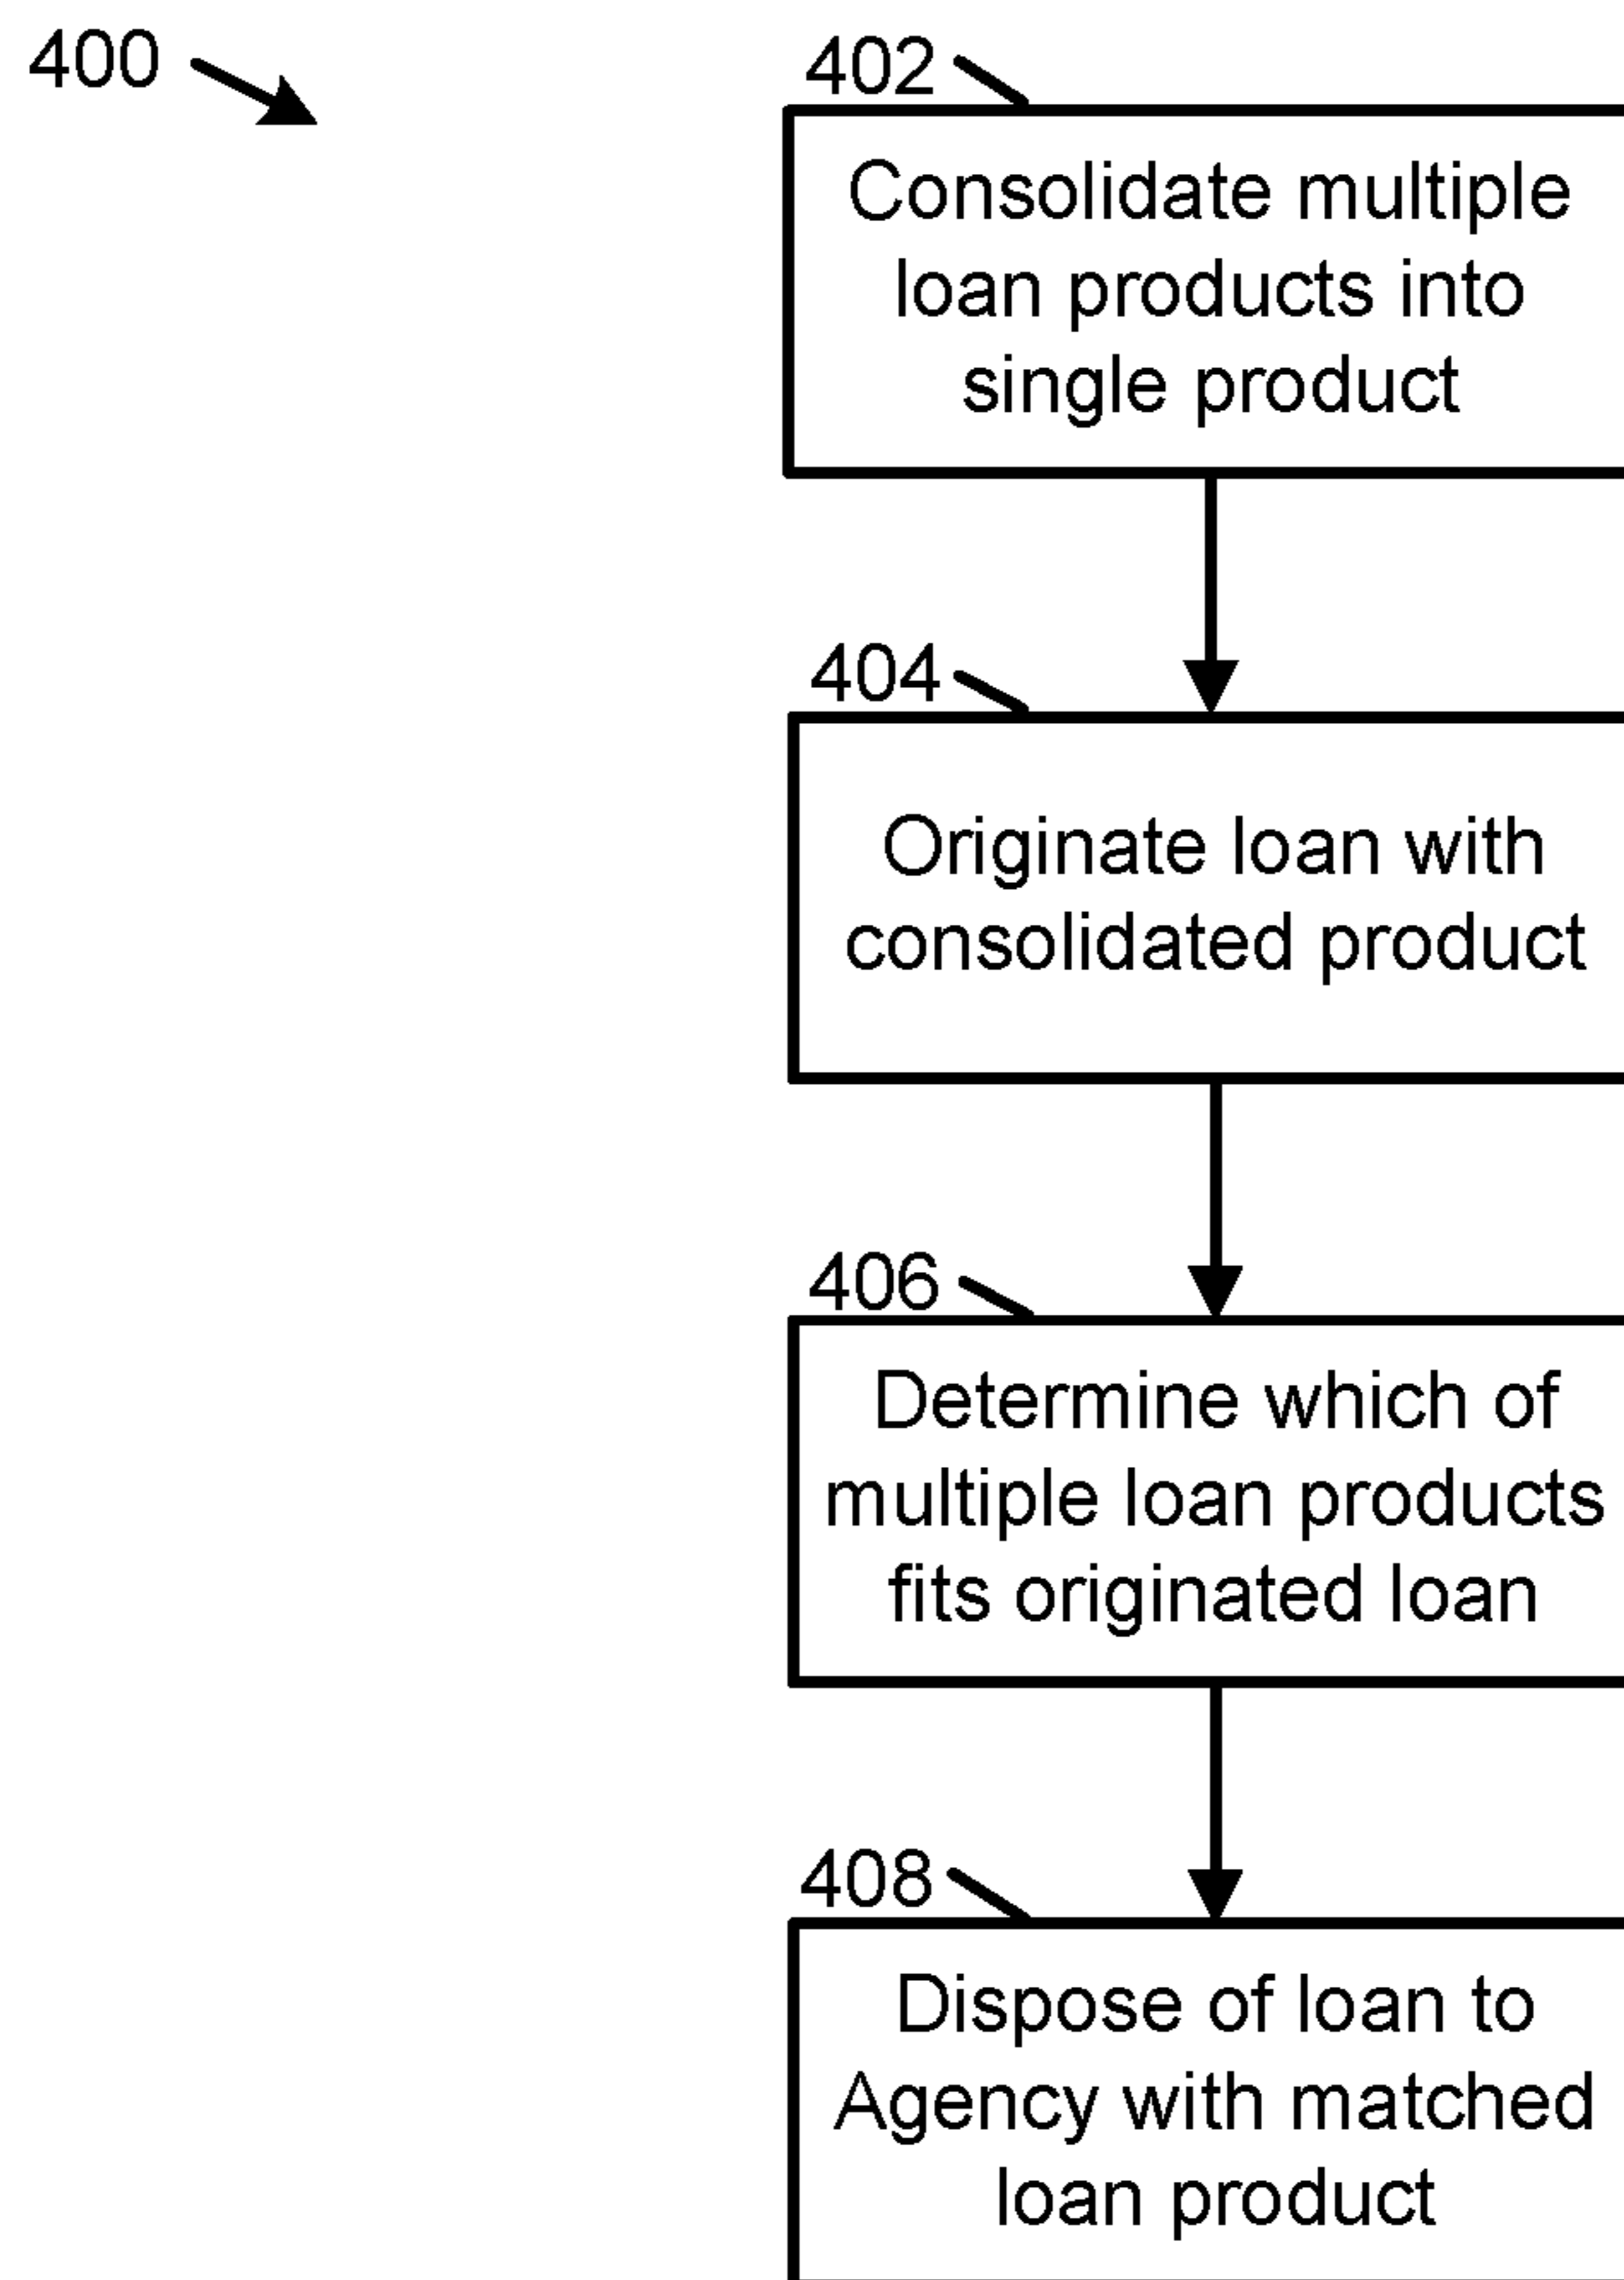 400
402
Consolidate multiple
loan products into
single product
404
Originate loan with
consolidated product
406
Determine which of
multiple loan products
fits originated loan
408
Dispose of loan to
Agency with matched
loan product